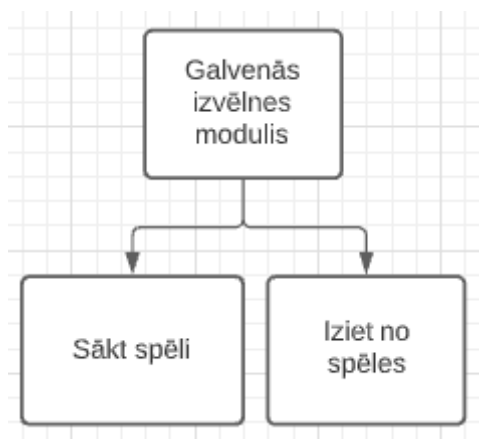 Galvenās
izvēlnes
modulis
Sākt spēli
Iziet no
spēles